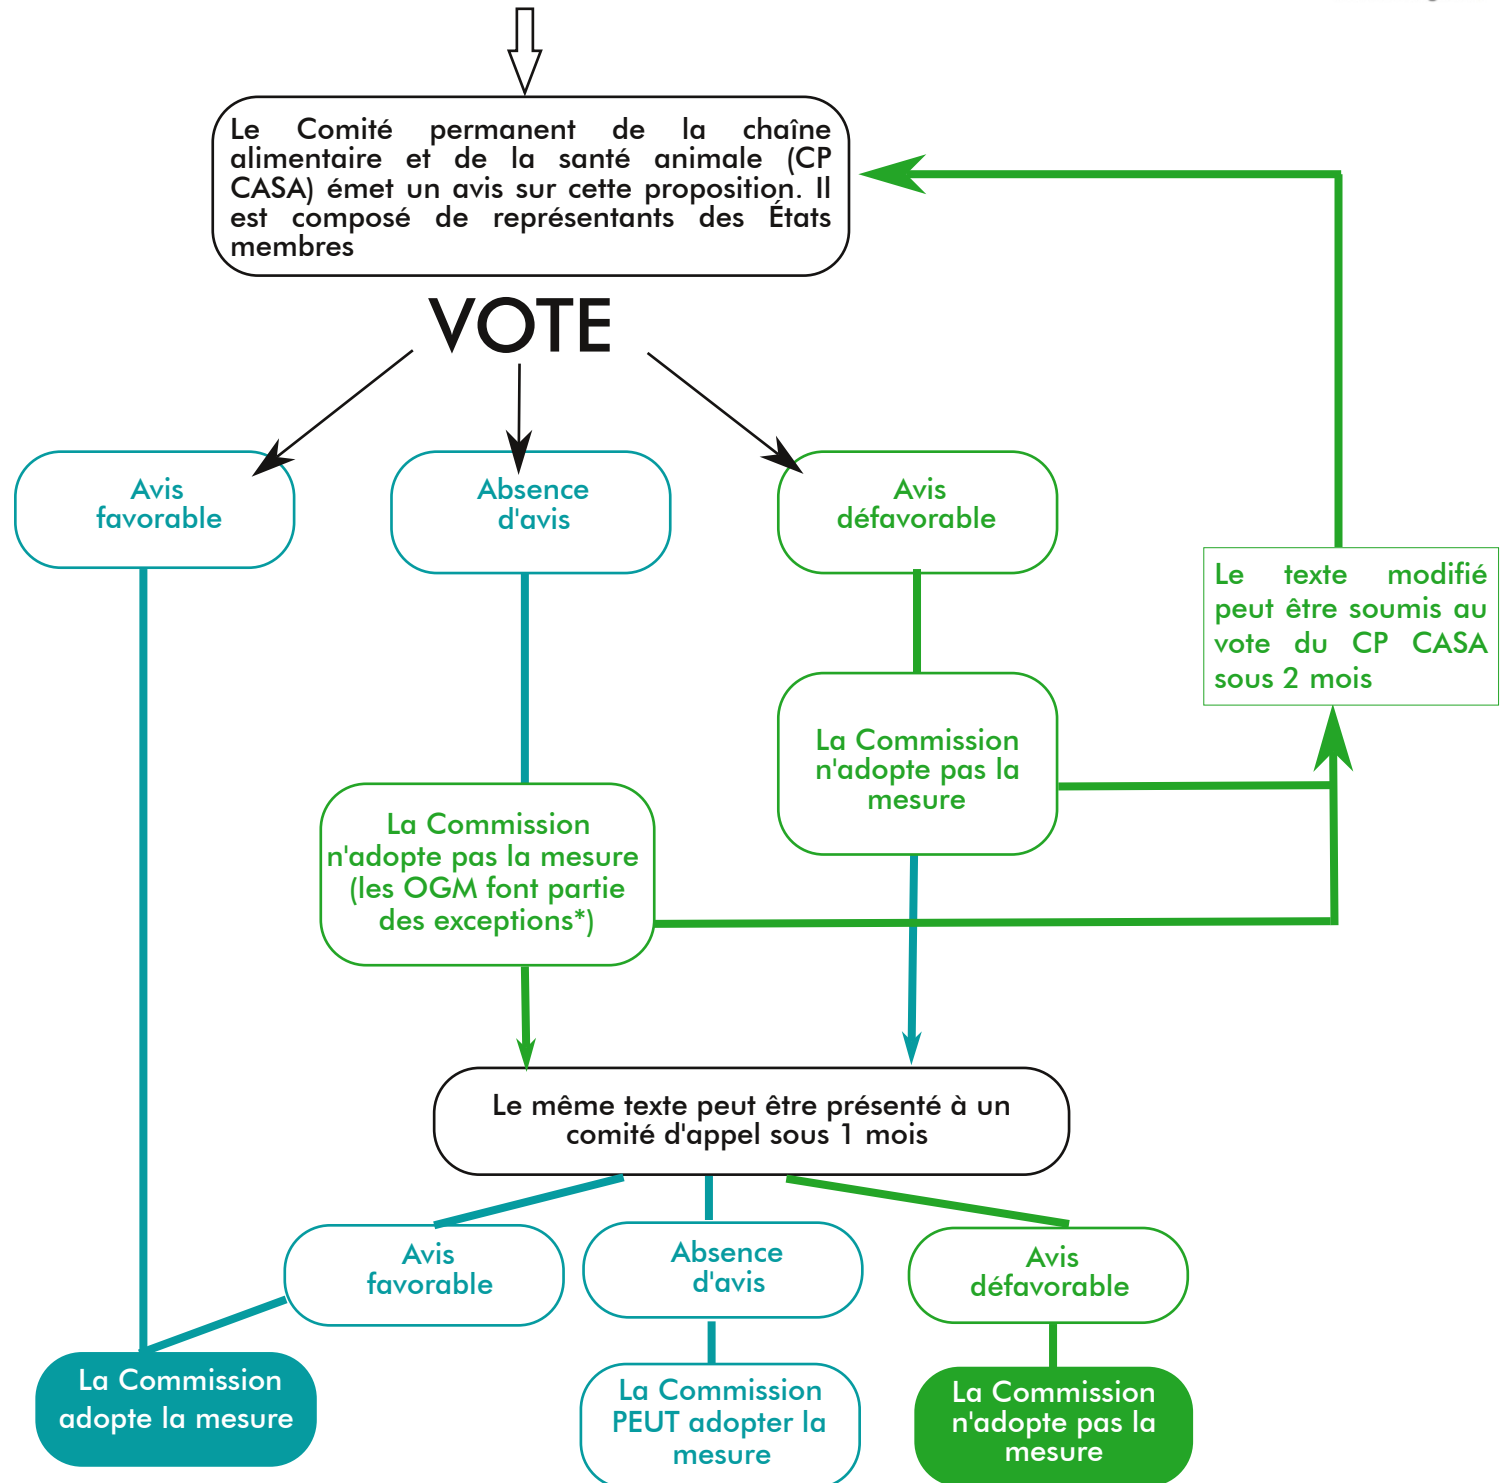 Le Comité permanent de la chaîne
alimentaire et de la santé animale (CP
CASA) émet un avis sur cette proposition. Il
est composé de représentants des États
membres
VOTE
Avis
favorable
Absence
d'avis
Avis
défavorable
Le texte modifié
peut être soumis au
vote du CP CASA
sous 2 mois
La Commission
n'adopte pas la
mesure
La Commission
n'adopte pas la mesure
(les OGM font partie
des exceptions*)
Le même texte peut être présenté à un
comité d'appel sous 1 mois
Avis
favorable
Absence
d'avis
Avis
défavorable
La Commission
adopte la mesure
La Commission
PEUT adopter la
mesure
La Commission
n'adopte pas la
mesure